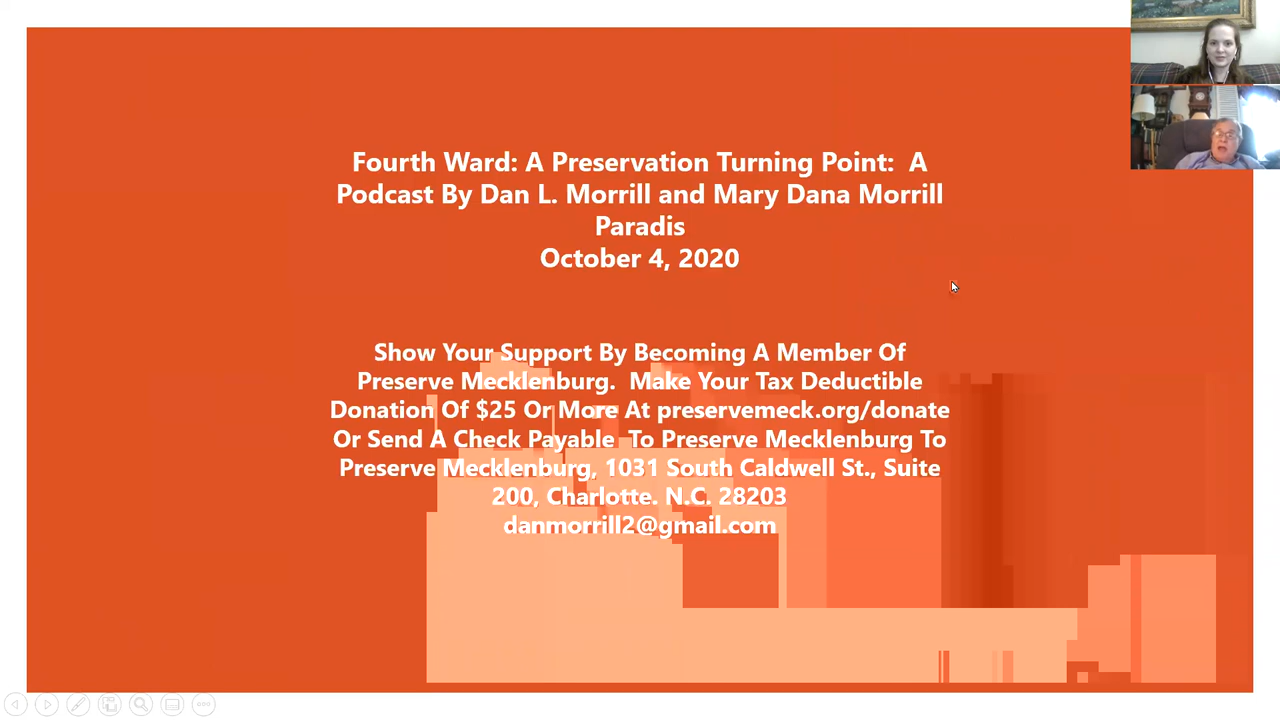 Fourth Ward: A Preservation Turning Point:  A
Podcast By Dan L. Morrill and Mary Dana Morrill
Paradis
October 4, 2020
Show Your Support By Becoming A Member Of
Preserve Mecklenburg.  Make Your Tax Deductible
Donation Of $25 Or More At preservemeck.org/donate
Or Send A Check Payable  To Preserve Mecklenburg To
Preserve Mecklenburg, 1031 South Caldwell St., Suite
200, Charlotte. N.C. 28203
danmorrill2@gmail.com